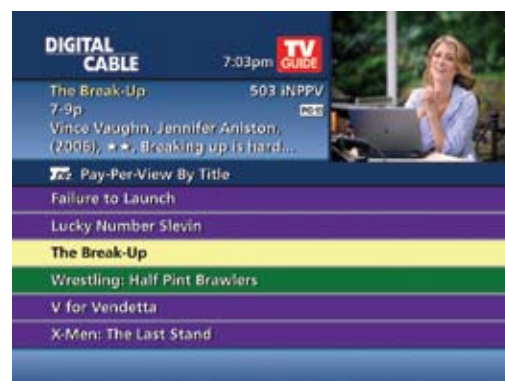 DIGITAL
CABLE
7:03pm
TV
GUIDE
The Break-Up 503 iNPPV
7-9p
Vince Vaughn, Jennifer Aniston,
(2006), ★★, Breaking up is hard...
Pay-Per-View By Title
Failure to Launch
Lucky Number Slevin
The Break-Up
Wrestling: Half Pint Brawlers
V for Vendetta
X-Men: The Last Stand